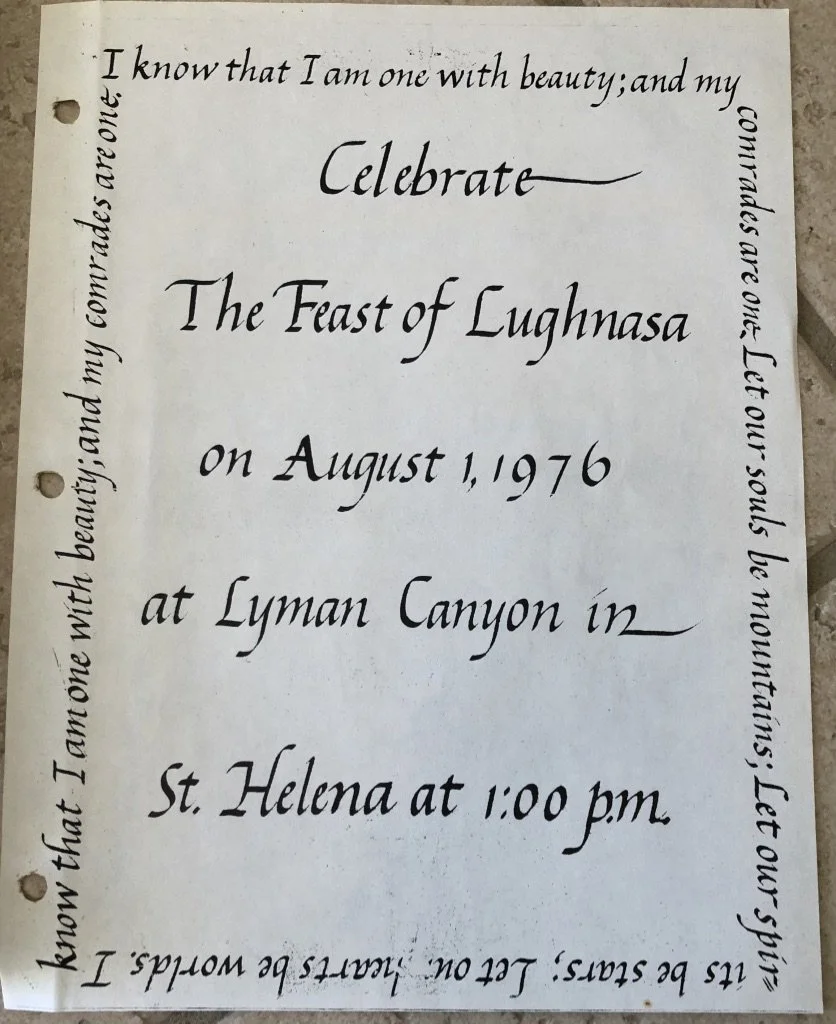 I know that I am one with beauty; and my
comrades are one. Let our souls be mountains; Let our spir=
its be stars; Let our hearts be worlds. I
know that I am one with beauty; and my comrades are one.
Celebrate
The Feast of Lughnasa
on August 1, 1976
at Lyman Canyon in
St. Helena at 1:00 p.m.